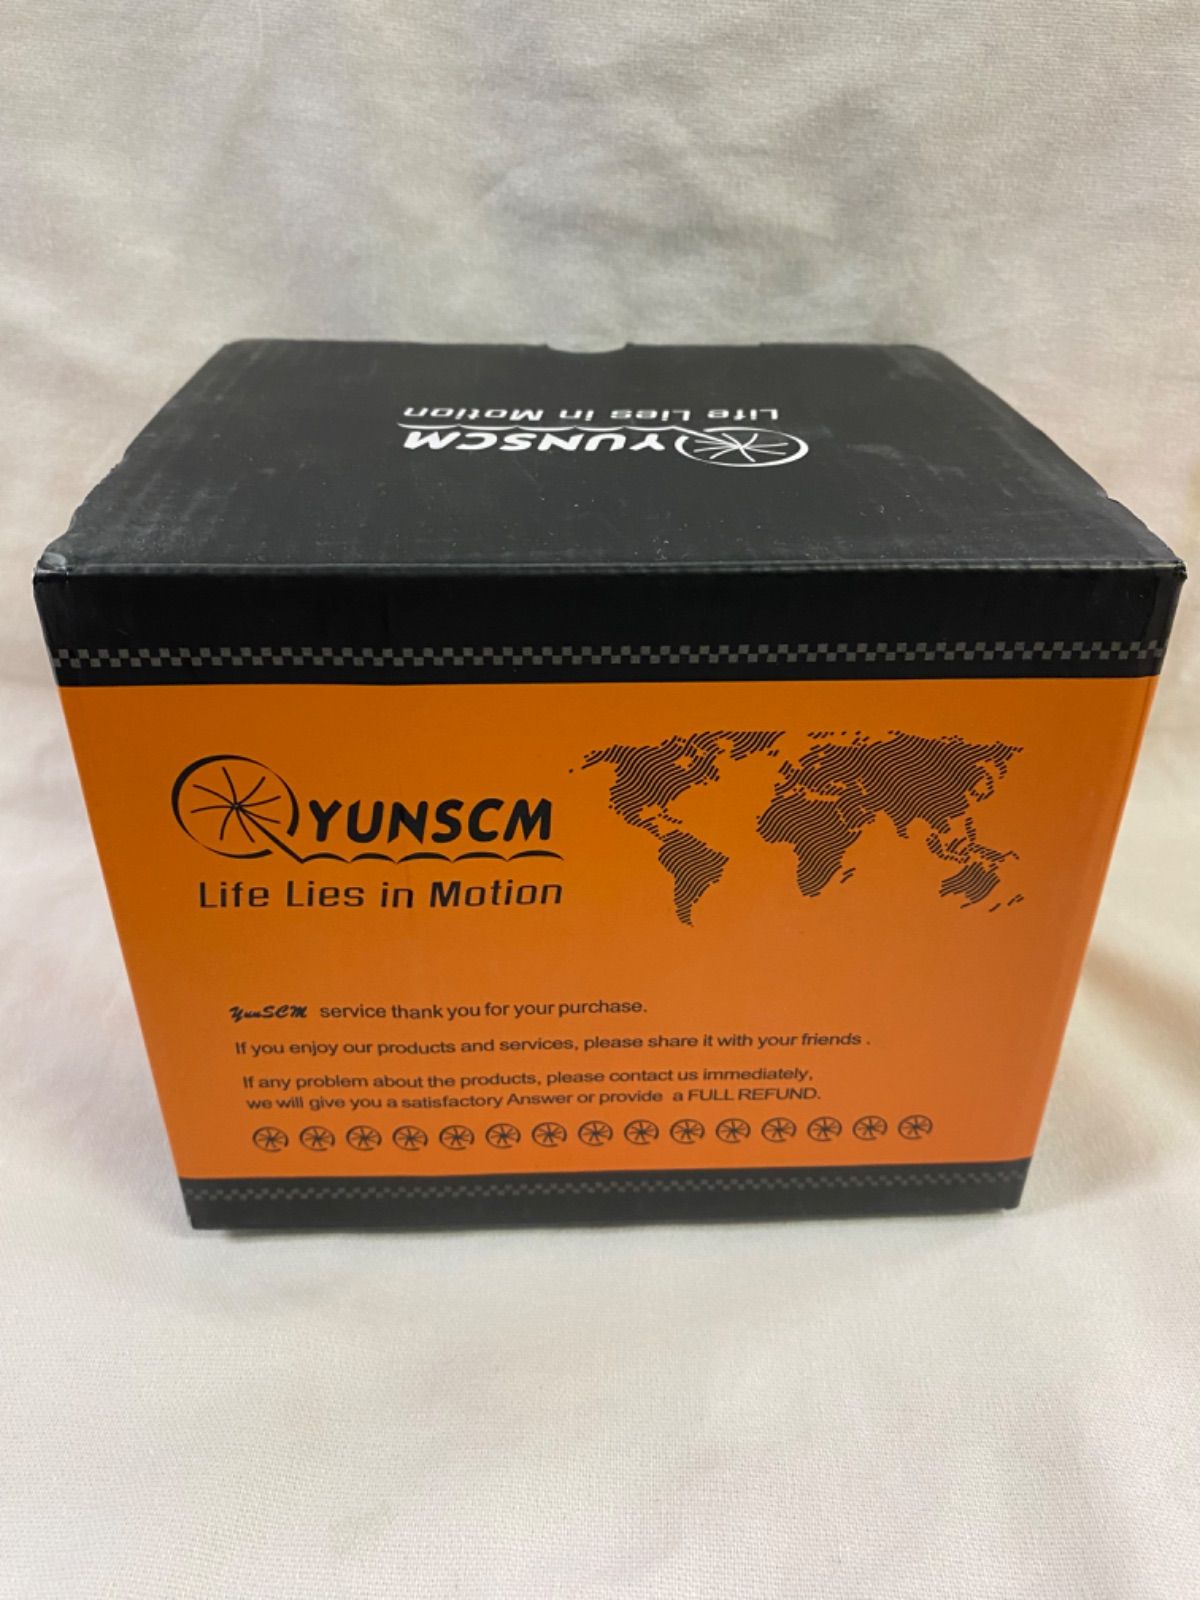 Life Lies in Motion
YUNSCM
YUNSCM
Life Lies in Motion
YunSCM service thank you for your purchase.
If you enjoy our products and services, please share it with your friends .
If any problem about the products, please contact us immediately,
we will give you a satisfactory Answer or provide a FULL REFUND.